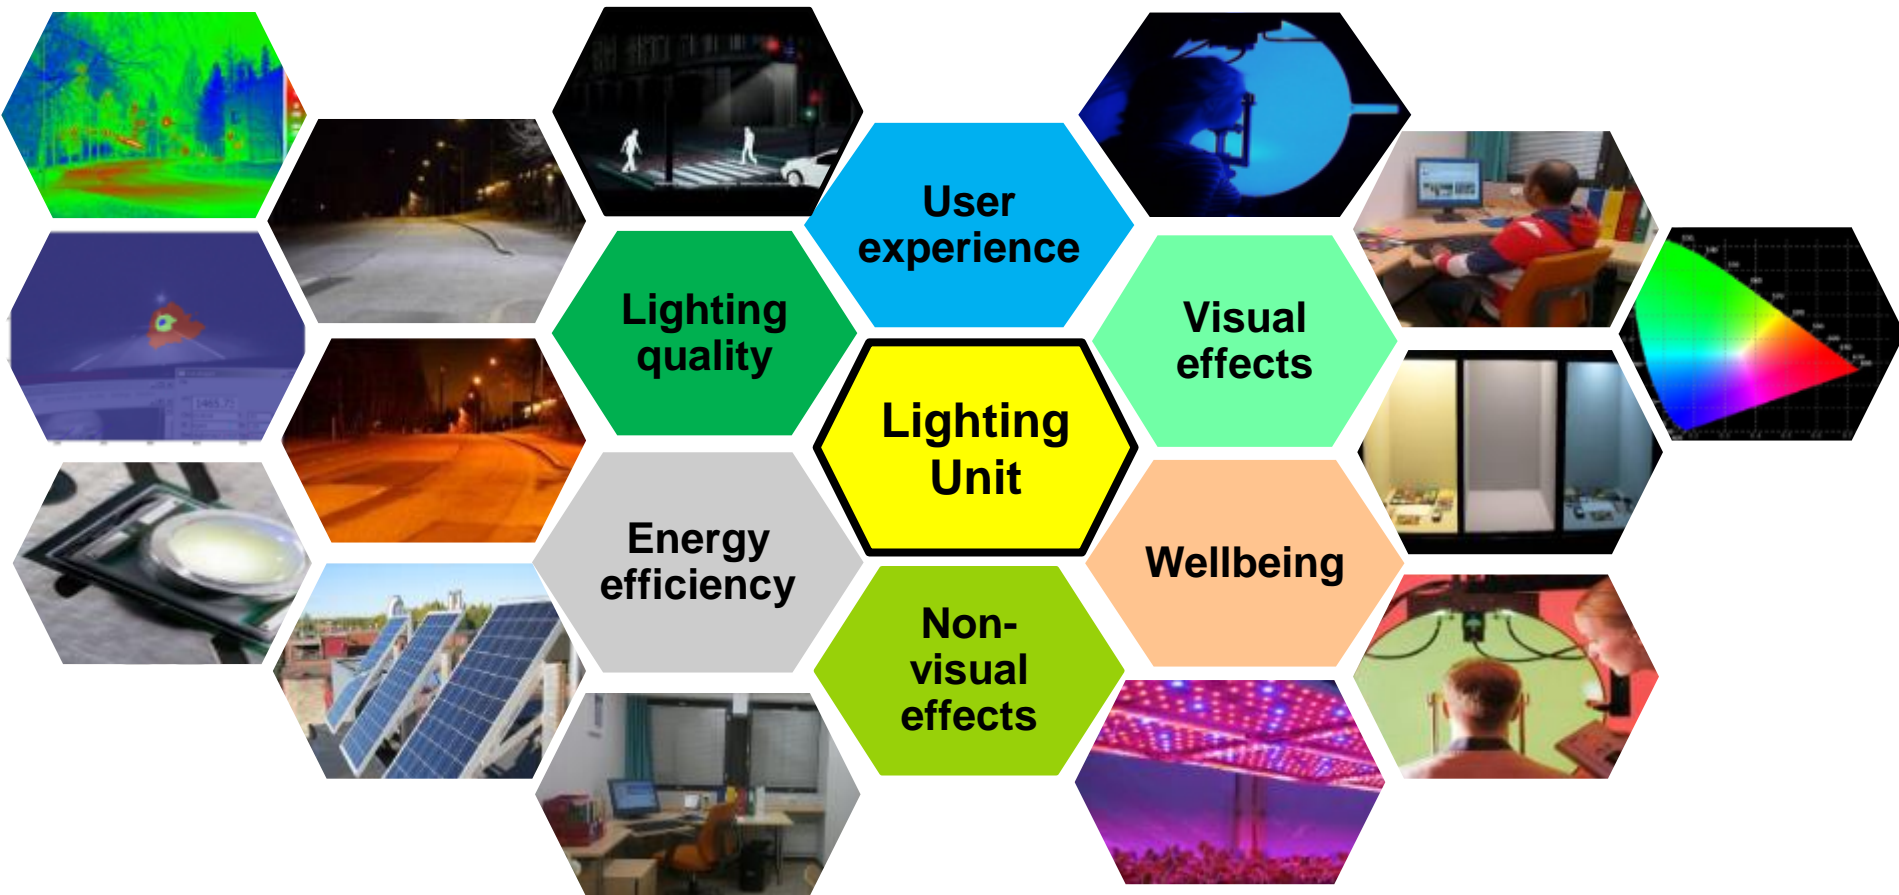 User
experience
Lighting
quality
Visual
effects
Lighting
Unit
Energy
efficiency
Wellbeing
Non-
visual
effects